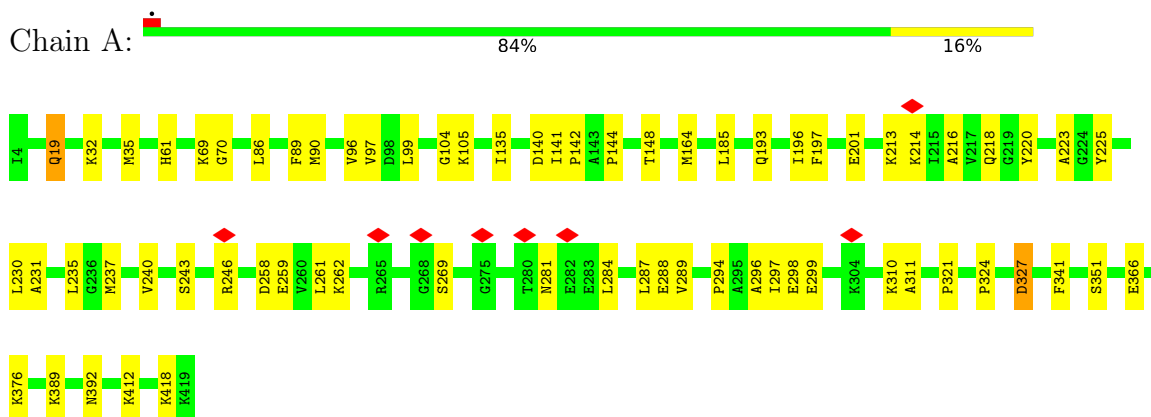 Chain A:
84% 16%
I4 Q19 K32 M35 H61 K69 G70 L86 F89 M90 V96 V97 D98 L99 G104 K105 I135 D140 I141 P142 A143 P144 T148 M164 L185 Q193 I196 F197 E201 K213 K214 I215 A216 V217 Q218 G219 Y220 A223 G224 Y225
L230 A231 L235 G236 M237 V240 S243 R246 D258 E259 V260 L261 K262 R265 G268 S269 G275 T280 N281 E282 E283 L284 L287 E288 V289 P294 A295 A296 I297 E298 E299 K304 K310 A311 P321 P324 D327 F341 S351 E366
K376 K389 N392 K412 K418 K419